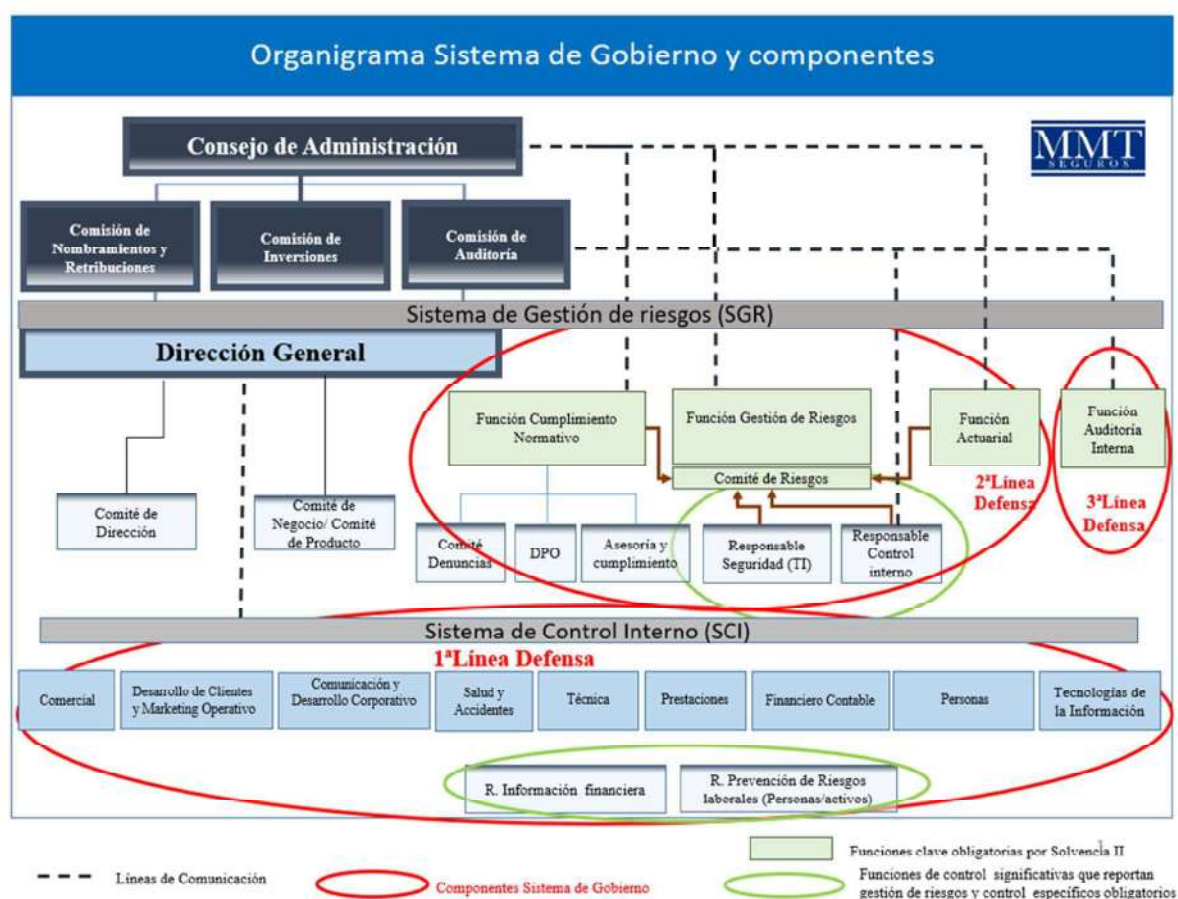 Organigrama Sistema de Gobierno y componentes
Consejo de Administración
MMT
SEGUROS
Comisión de
Nombramientos y
Retribuciones
Comisión de
Inversiones
Comisión de
Auditoría
Sistema de Gestión de riesgos (SGR)
Dirección General
Función Cumplimiento
Normativo
Función Gestión de Riesgos
Función
Actuarial
Función
Auditoría
Interna
Comité de Riesgos
2ªLínea
Defensa
3ªLínea
Defensa
Comité de
Dirección
Comité de
Negocio/ Comité
de Producto
Comité
Denuncias
DPO
Asesoría y
cumplimiento
Responsable
Seguridad (TI)
Responsable
Control
interno
Sistema de Control Interno (SCI)
1ªLínea Defensa
Comercial
Desarrollo de Clientes
y Marketing Operativo
Comunicación y
Desarrollo Corporativo
Salud y
Accidentes
Técnica
Prestaciones
Financiero Contable
Personas
Tecnologías de
la Información
R. Información financiera
R. Prevención de Riesgos
laborales (Personas/activos)
Funciones clave obligatorias por Solvencia II
Líneas de Comunicación
Componentes Sistema de Gobierno
Funciones de control significativas que reportan
gestión de riesgos y control específicos obligatorios